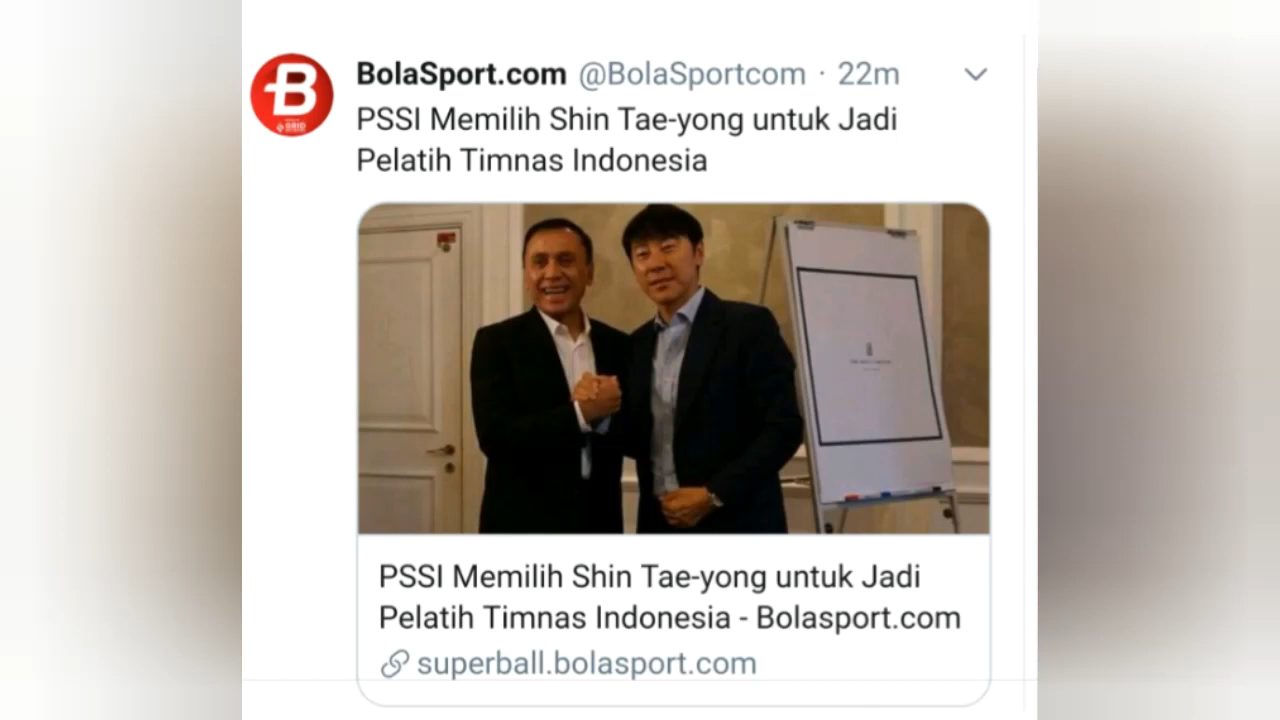 BolaSport.com @BolaSportcom · 22m
PSSI Memilih Shin Tae-yong untuk Jadi
Pelatih Timnas Indonesia
B
GRID
PSSI Memilih Shin Tae-yong untuk Jadi
Pelatih Timnas Indonesia - Bolasport.com
superball.bolasport.com